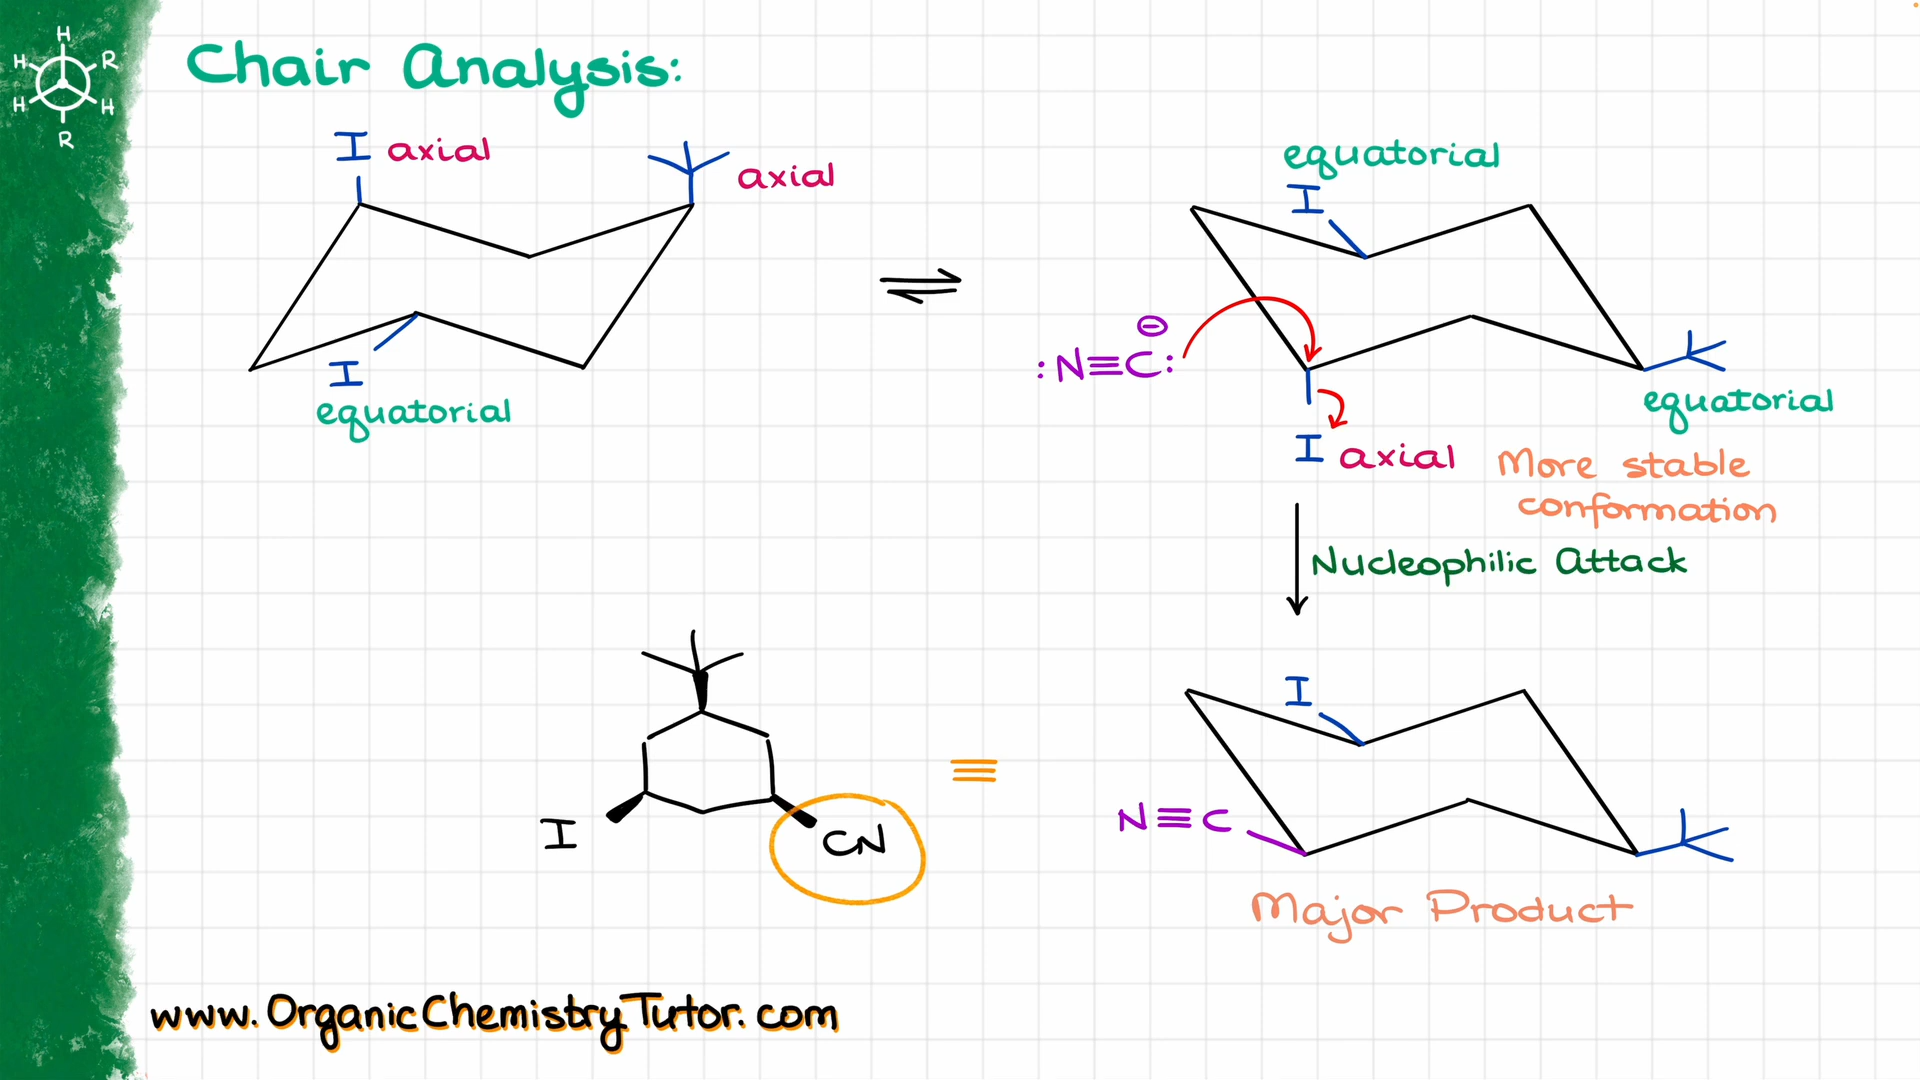 H
H R
H H
R
Chair Analysis:
I axial
axial
I
equatorial
equatorial
I
⊖
:N≡C:
equatorial
I axial
More stable
conformation
Nucleophilic Attack
I
CN
≡
I
N≡C
Major Product
www.OrganicChemistryTutor.com